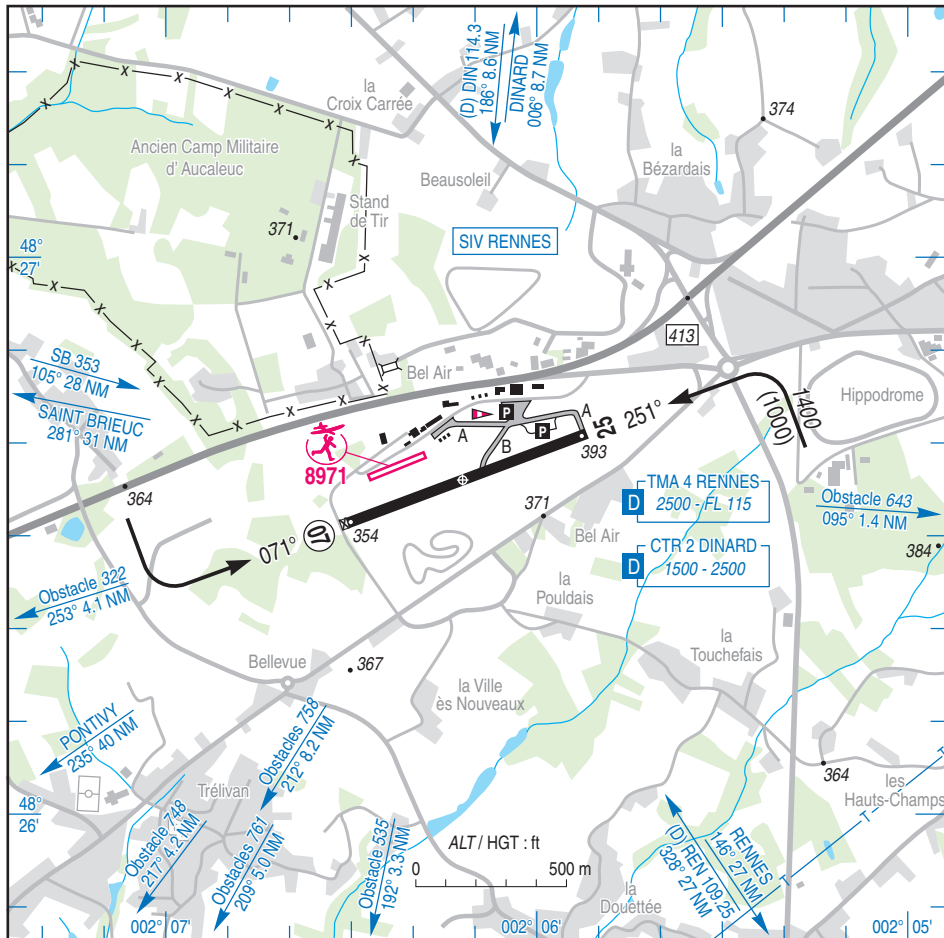 (D) DIN 114.3
186° 8.6 NM
DINARD
006° 8.7 NM
la
Croix Carrée
374
Ancien Camp Militaire
d' Aucaleuc
la
Bézardais
Beausoleil
Stand
de Tir
371
SIV RENNES
48°
27'
413
SB 353
105° 28 NM
SAINT BRIEUC
281° 31 NM
Bel Air
Hippodrome
1400
(1000)
P
A
A
P
B
25
251°
393
8971
364
071°
07
X
354
371
TMA 4 RENNES
D
2500 - FL 115
Obstacle 643
095° 1.4 NM
Bel Air
CTR 2 DINARD
D
1500 - 2500
384
Obstacle 322
253° 4.1 NM
la
Pouldais
la
Touchefais
Bellevue
367
la Ville
ès Nouveaux
PONTIVY
235° 40 NM
Obstacles 758
212° 8.2 NM
364
les
Hauts-Champs
Trélivan
48°
26'
Obstacle 748
217° 4.2 NM
Obstacles 761
209° 5.0 NM
Obstacle 535
192° 3.3 NM
ALT / HGT : ft
0
500 m
RENNES
146° 27 NM
(D) REN 109.25
328° 27 NM
T
T
la
Douettée
002° 07'
002° 06'
002° 05'